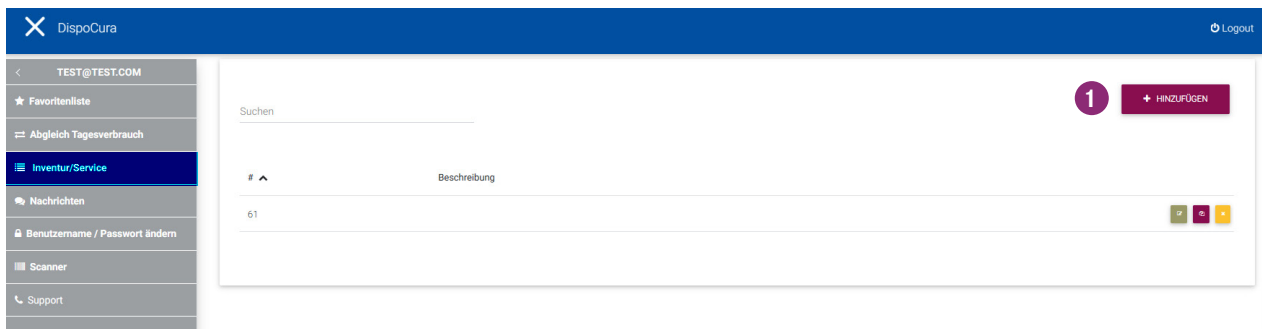 DispoCura
Logout
TEST@TEST.COM
Favoritenliste
Abgleich Tagesverbrauch
Inventur/Service
Nachrichten
Benutzername / Passwort ändern
Scanner
Support
Suchen
1
+ HINZUFÜGEN
# Beschreibung
61